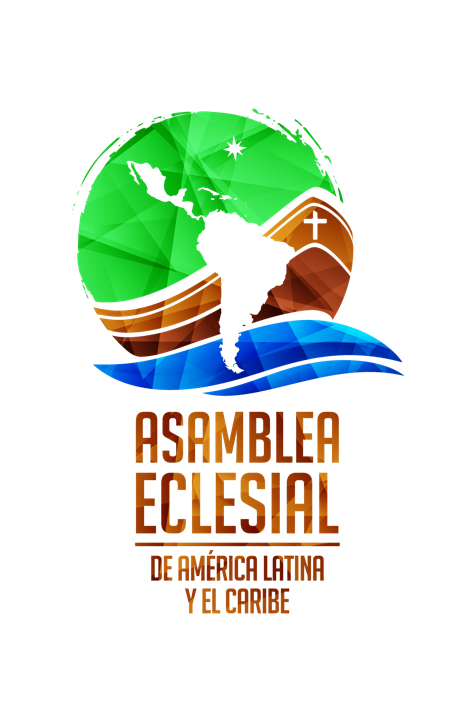 ASAMBLEA
ECLESIAL
DE AMÉRICA LATINA
Y EL CARIBE